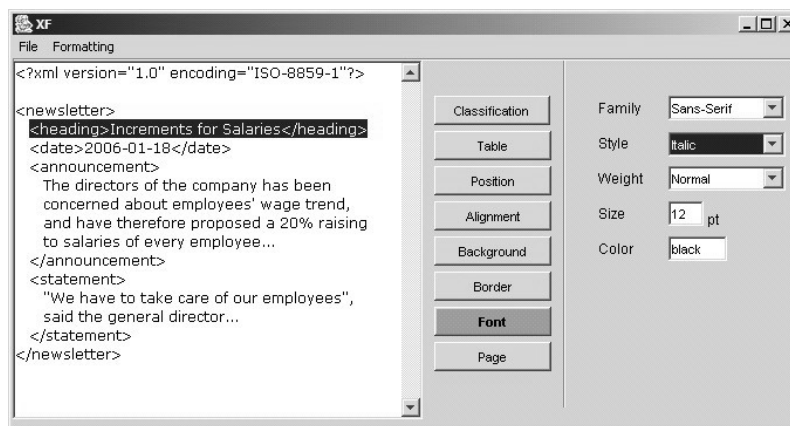 XF
File Formatting
<?xml version="1.0" encoding="ISO-8859-1"?>
<newsletter>
<heading>Increments for Salaries</heading>
<date>2006-01-18</date>
<announcement>
The directors of the company has been
concerned about employees' wage trend,
and have therefore proposed a 20% raising
to salaries of every employee...
</announcement>
<statement>
"We have to take care of our employees",
said the general director...
</statement>
</newsletter>
Classification
Table
Position
Alignment
Background
Border
Font
Page
Family Sans-Serif
Style Italic
Weight Normal
Size 12 pt
Color black